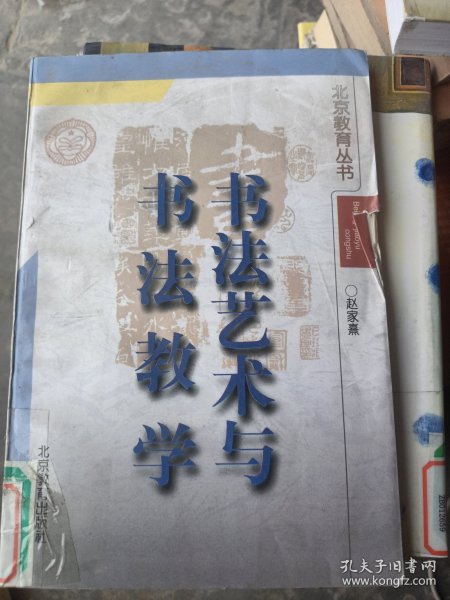 北京教育丛书
Beijing jiaoyu
congshu
○赵家熹
书法艺术与
书法教学
北京教育出版社
2B012659
孔夫子旧书网
www.kongfz.com